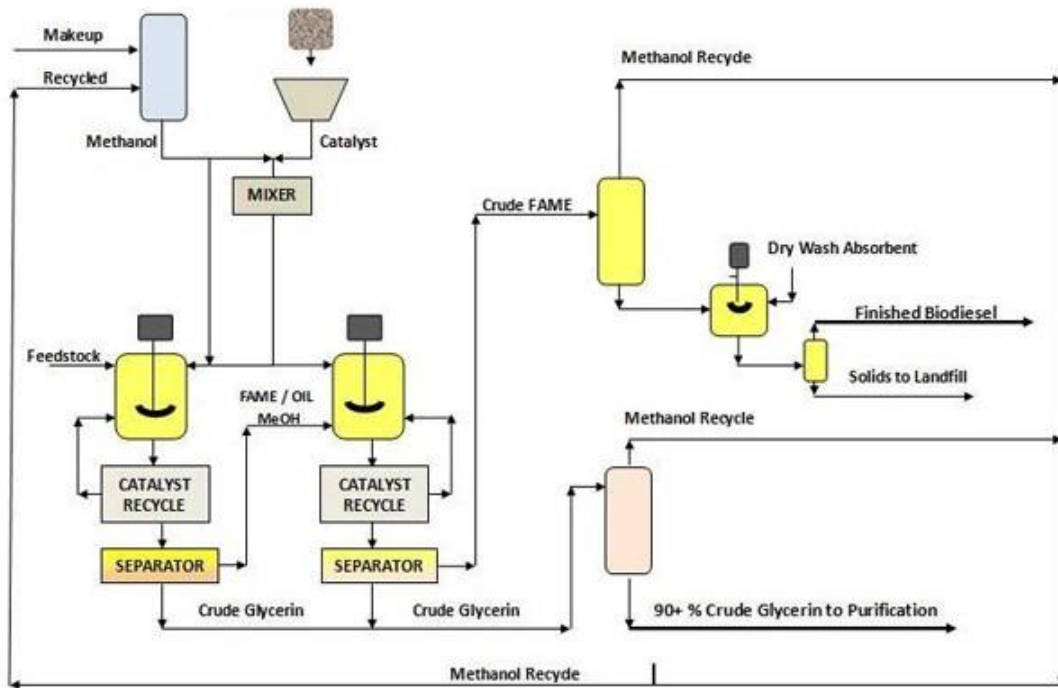 Makeup
Recycled
Methanol
Catalyst
MIXER
Methanol Recycle
Crude FAME
Dry Wash Absorbent
Finished Biodiesel
Solids to Landfill
Feedstock
FAME / OIL
MeOH
Methanol Recycle
CATALYST
RECYCLE
CATALYST
RECYCLE
SEPARATOR
SEPARATOR
Crude Glycerin
Crude Glycerin
90+ % Crude Glycerin to Purification
Methanol Recycle